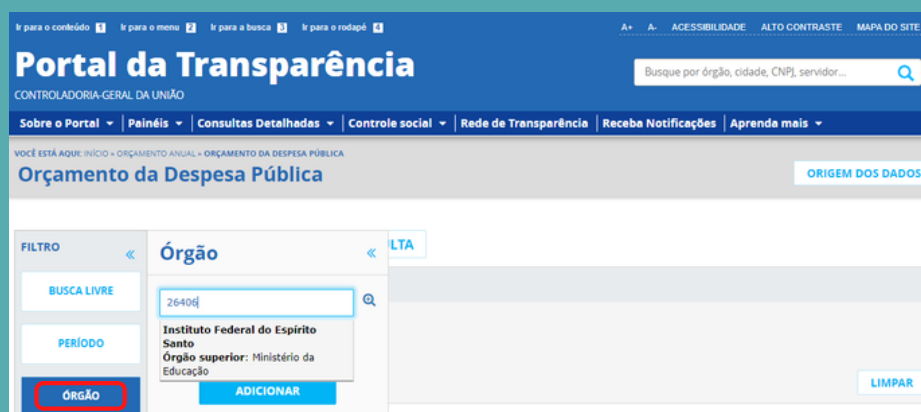 Ir para o conteúdo 1 Ir para o menu 2 Ir para a busca 3 Ir para o rodapé 4
A+ A- ACESSIBILIDADE ALTO CONTRASTE MAPA DO SITE
Portal da Transparência
CONTROLADORIA-GERAL DA UNIÃO
Busque por órgão, cidade, CNPJ, servidor...
Sobre o Portal Painéis Consultas Detalhadas Controle social Rede de Transparência Receba Notificações Aprenda mais
VOCÊ ESTÁ AQUI: INÍCIO » ORÇAMENTO ANUAL » ORÇAMENTO DA DESPESA PÚBLICA
Orçamento da Despesa Pública
ORIGEM DOS DADOS
FILTRO «
Órgão «
LTA
BUSCA LIVRE
26406
Instituto Federal do Espírito
Santo
Órgão superior: Ministério da
Educação
PERÍODO
ADICIONAR
ÓRGÃO
LIMPAR